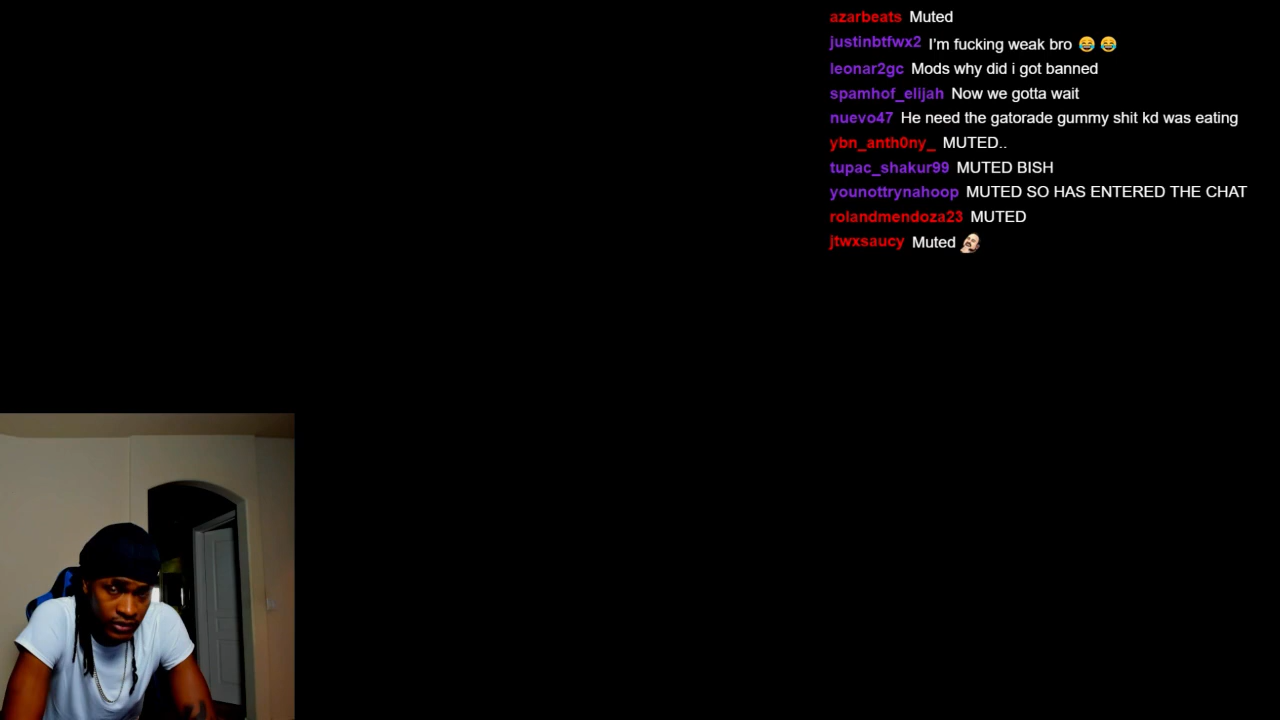 azarbeats Muted
justinbtfwx2 I'm fucking weak bro 😂 😂
leonar2gc Mods why did i got banned
spamhof_elijah Now we gotta wait
nuevo47 He need the gatorade gummy shit kd was eating
ybn_anth0ny_ MUTED..
tupac_shakur99 MUTED BISH
younottrynahoop MUTED SO HAS ENTERED THE CHAT
rolandmendoza23 MUTED
jtwxsaucy Muted